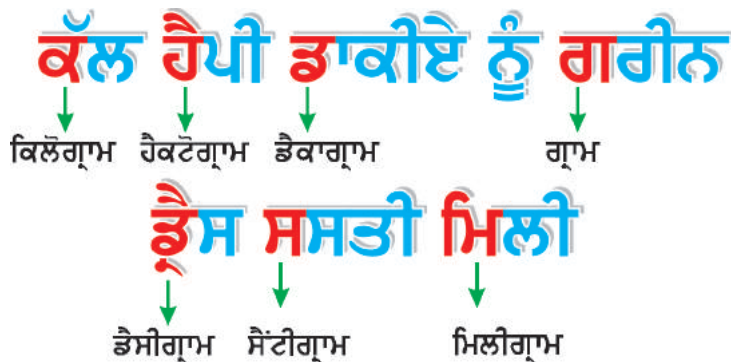 ਕੱਲ ਹੈਪੀ ਡਾਕੀਏ ਨੂੰ ਗਰੀਨ
ਕਿਲੋਗ੍ਰਾਮ ਹੈਕਟੋਗ੍ਰਾਮ ਡੈਕਾਗ੍ਰਾਮ ਗ੍ਰਾਮ
ਡ੍ਰੈਸ ਸਸਤੀ ਮਿਲੀ
ਡੈਸੀਗ੍ਰਾਮ ਸੈਂਟੀਗ੍ਰਾਮ ਮਿਲੀਗ੍ਰਾਮ